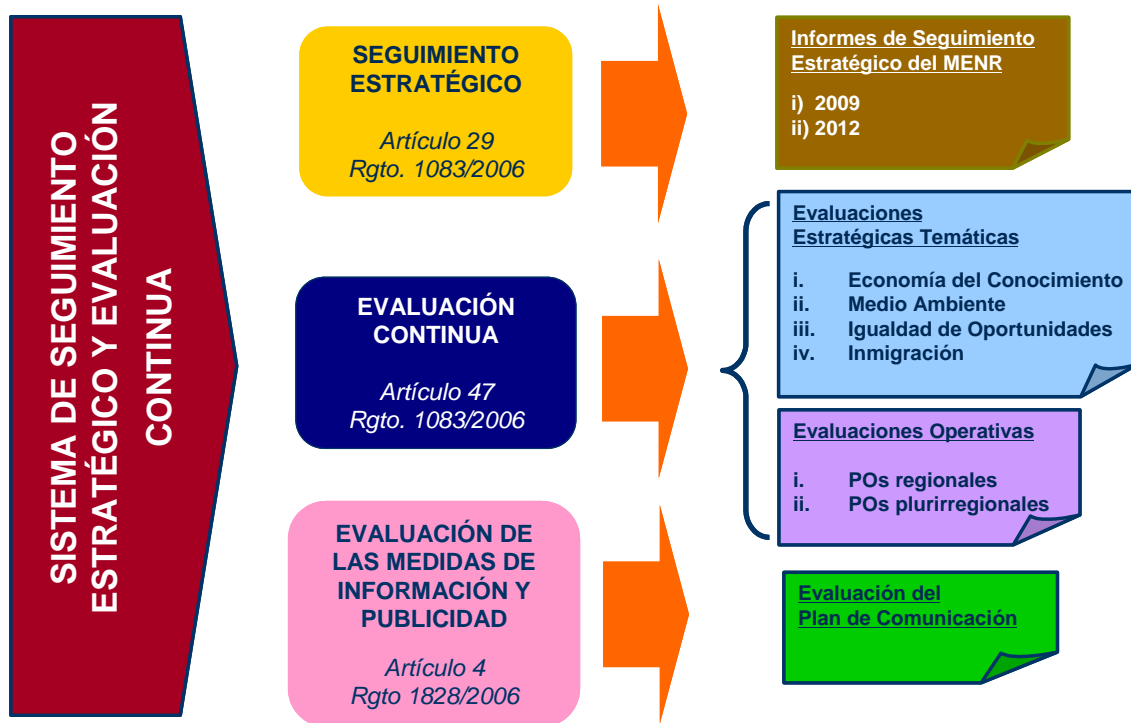 SISTEMA DE SEGUIMIENTO
ESTRATÉGICO Y EVALUACIÓN
CONTINUA
SEGUIMIENTO
ESTRATÉGICO
Artículo 29
Rgto. 1083/2006
Informes de Seguimiento
Estratégico del MENR
i) 2009
ii) 2012
EVALUACIÓN
CONTINUA
Artículo 47
Rgto. 1083/2006
Evaluaciones
Estratégicas Temáticas
i. Economía del Conocimiento
ii. Medio Ambiente
iii. Igualdad de Oportunidades
iv. Inmigración
Evaluaciones Operativas
i. POs regionales
ii. POs plurirregionales
EVALUACIÓN DE
LAS MEDIDAS DE
INFORMACIÓN Y
PUBLICIDAD
Artículo 4
Rgto 1828/2006
Evaluación del
Plan de Comunicación